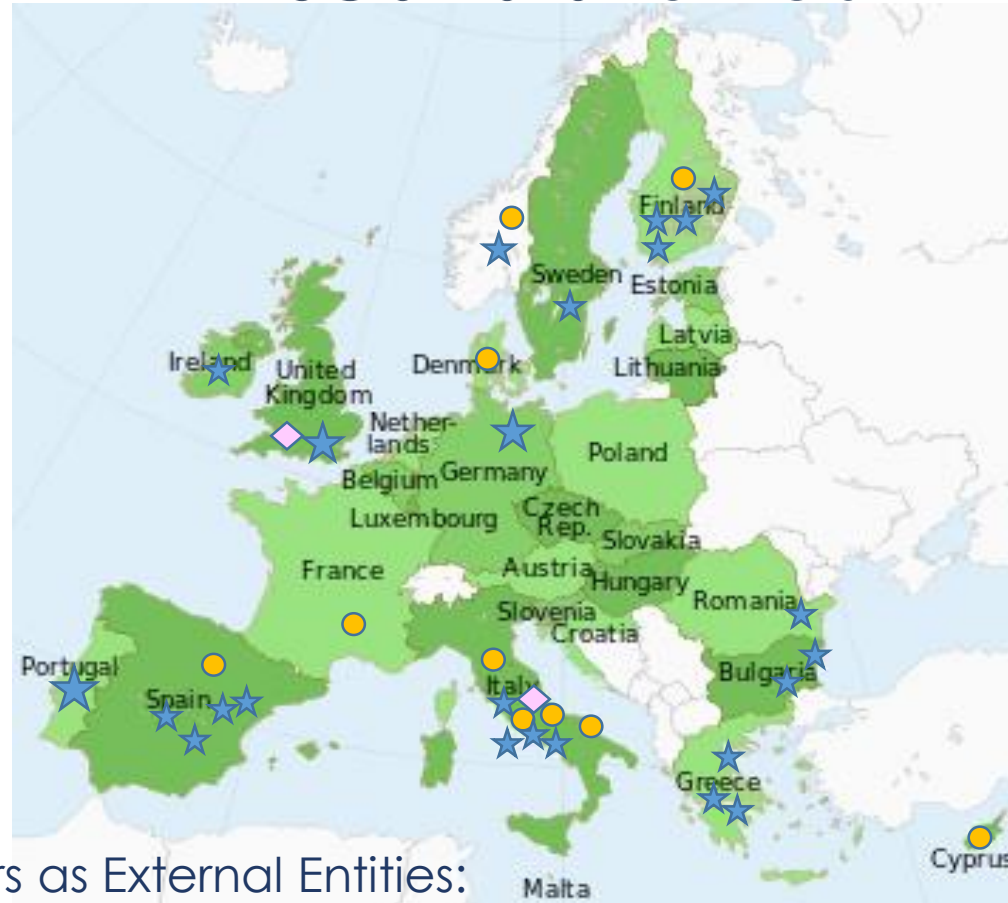 Finland
Sweden
Estonia
Latvia
Lithuania
Ireland
United
Kingdom
Denmark
Nether-
lands
Belgium
Germany
Poland
Luxembourg
Czech
Rep.
Slovakia
France
Austria
Hungary
Slovenia
Romania
Croatia
Portugal
Spain
Italy
Bulgaria
Greece
Cyprus
Malta
as External Entities: